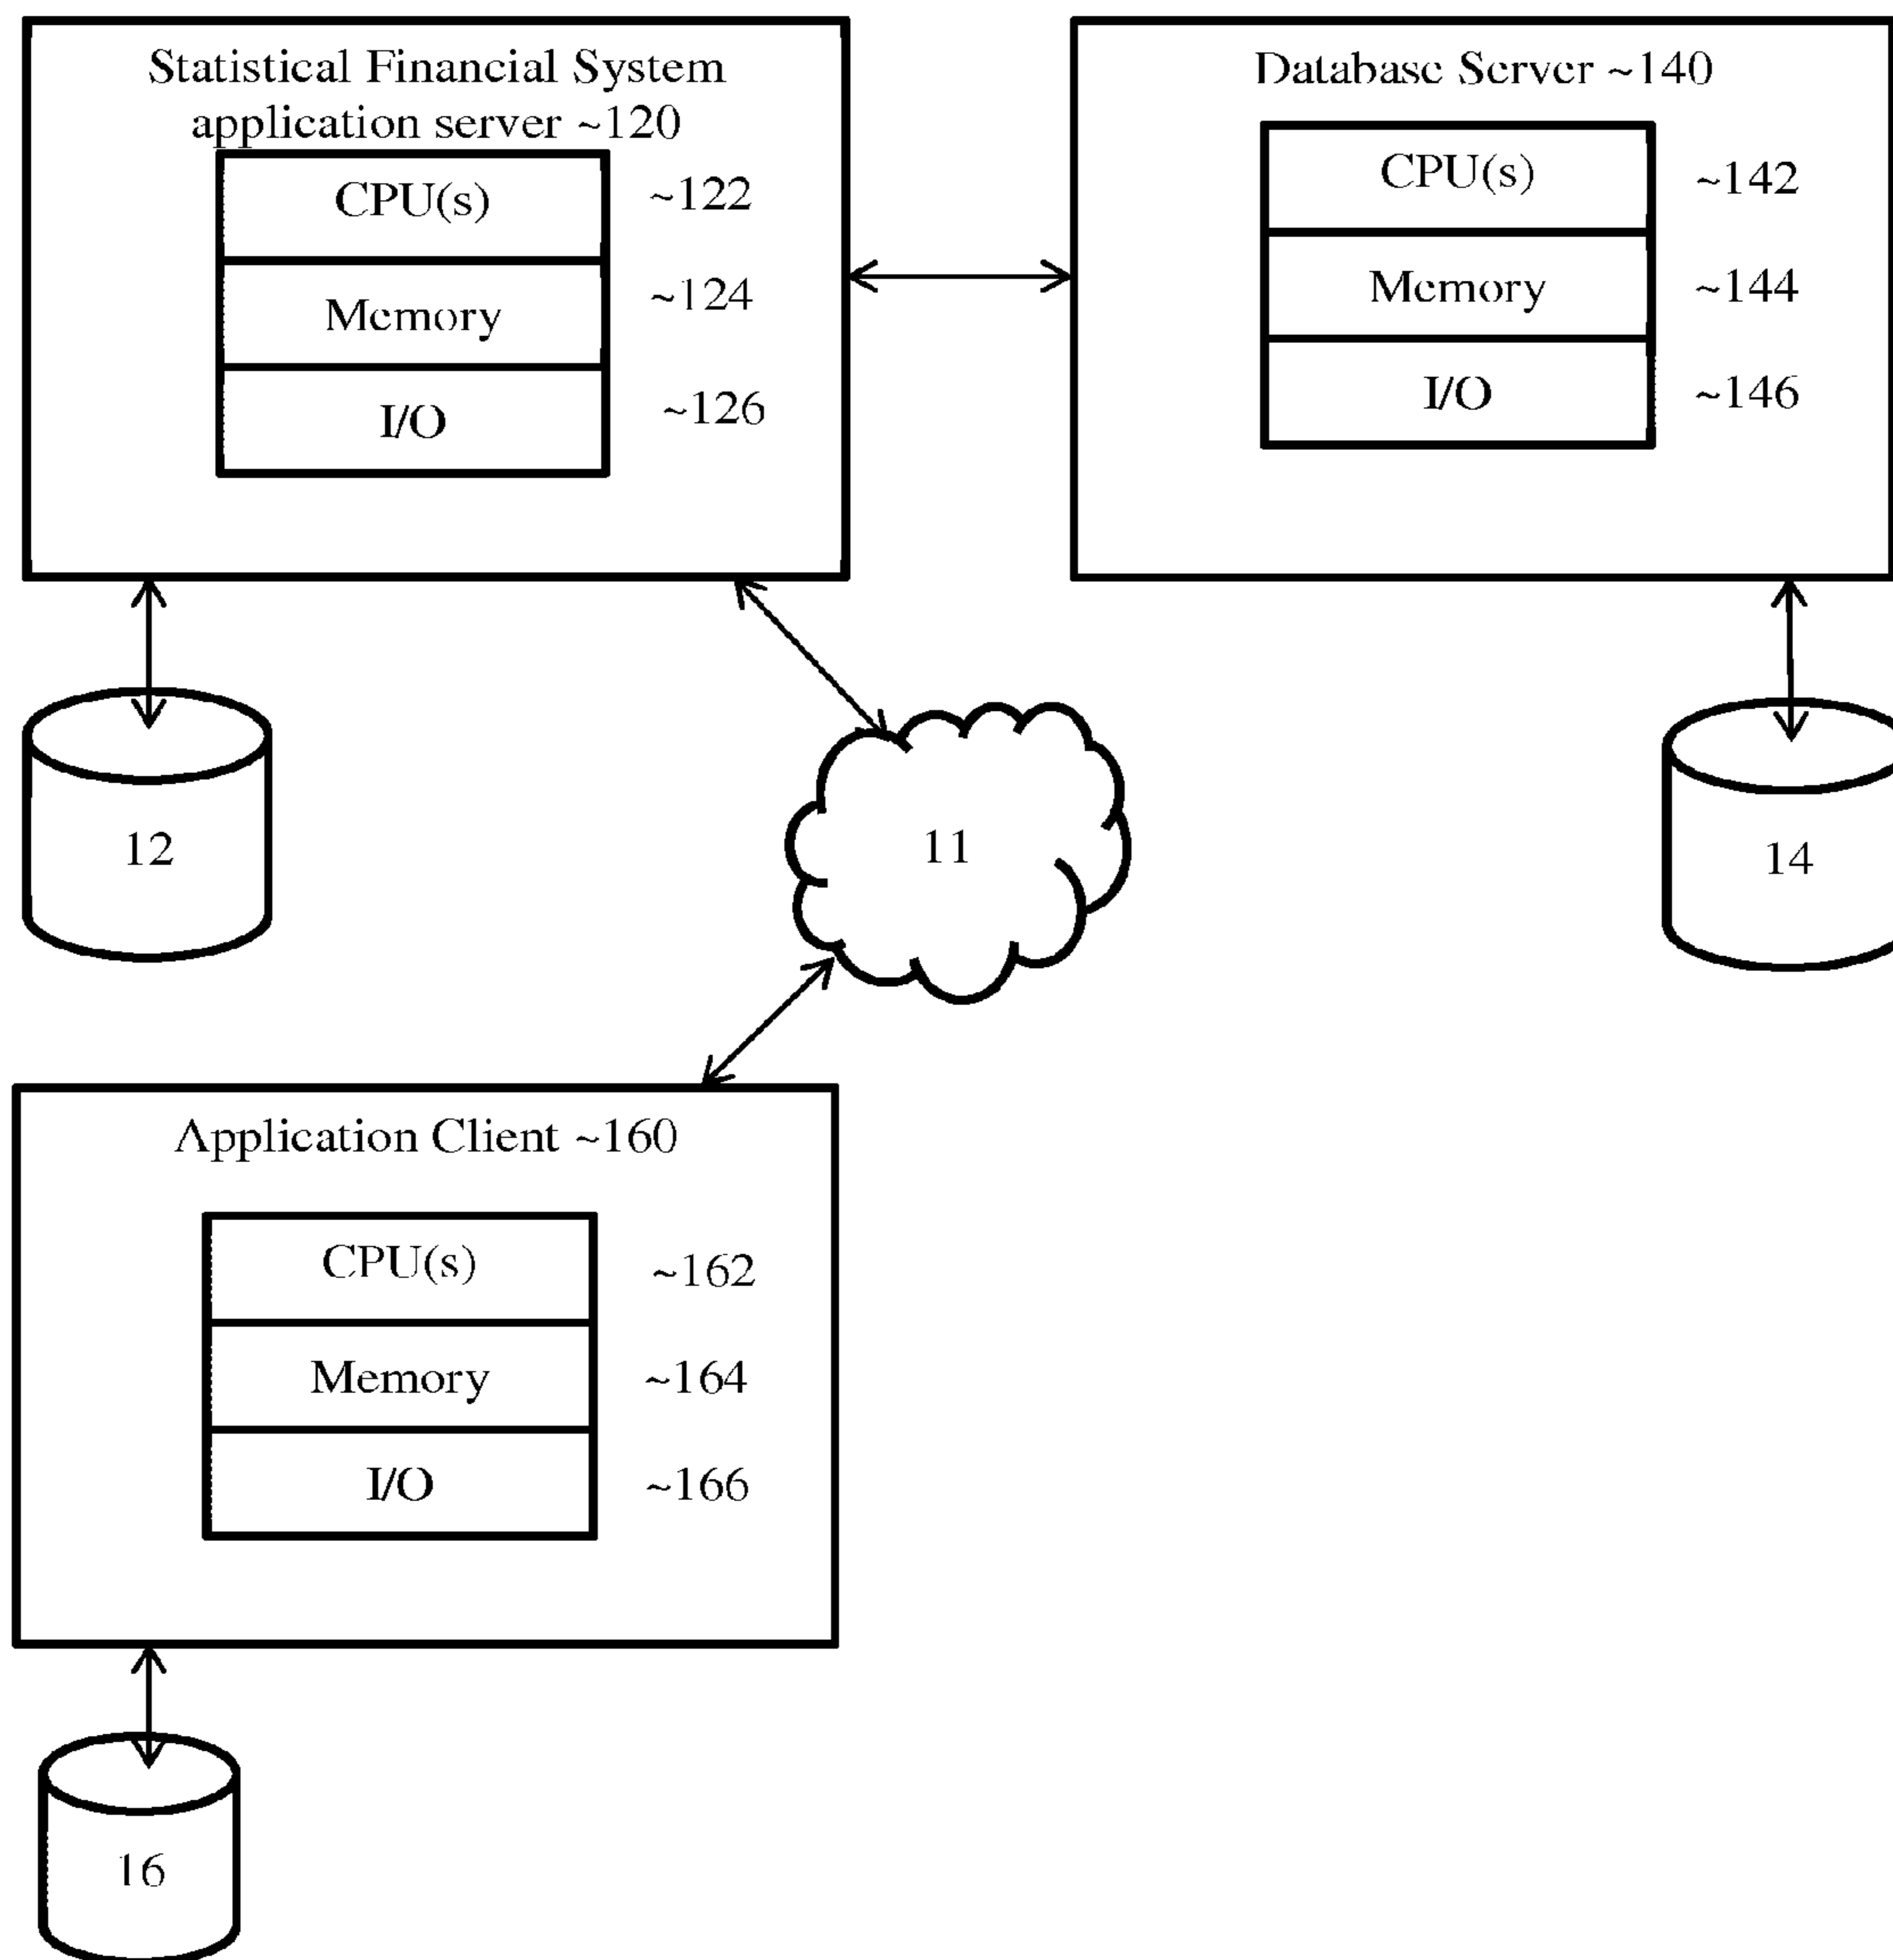 Statistical Financial System
application server ~120
CPU(s) ~122
Memory ~124
I/O ~126
Database Server ~140
CPU(s) ~142
Memory ~144
I/O ~146
12
11
14
Application Client ~160
CPU(s) ~162
Memory ~164
I/O ~166
16